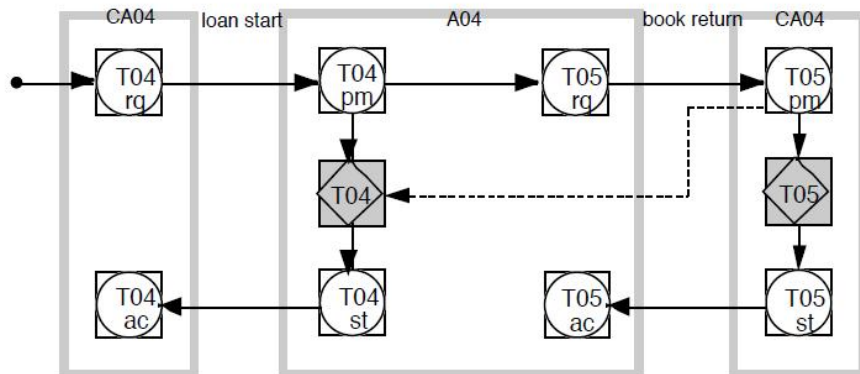 CA04 loan start A04 book return CA04
T04 T04 T05 T05
rq pm rq pm
T04 T05
T04 T04 T05 T05
ac st ac st